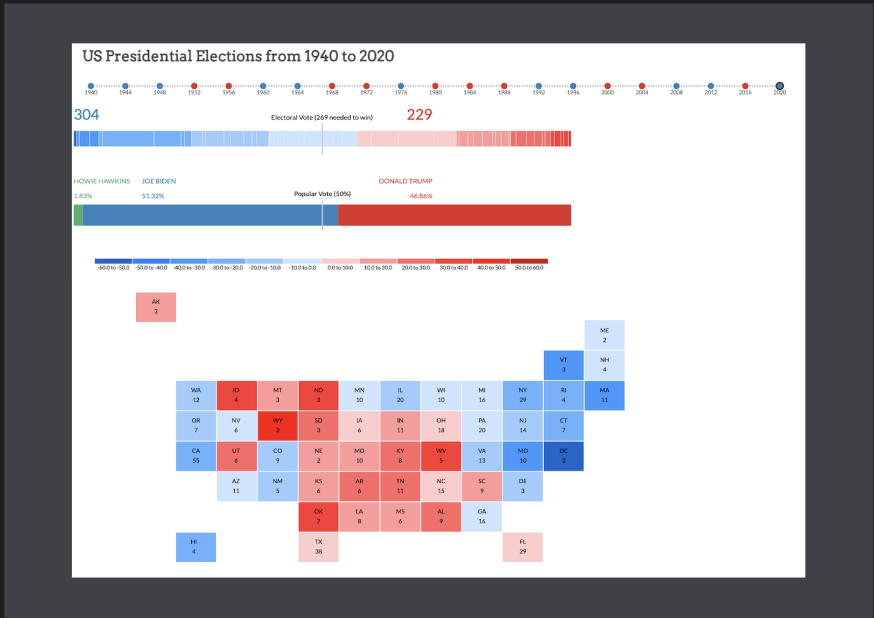 US Presidential Elections from 1940 to 2020
1940 1944 1948 1952 1956 1960 1964 1968 1972 1976 1980 1984 1988 1992 1996 2000 2004 2008 2012 2016 2020
304 Electoral Vote (269 needed to win) 229
HOWIE HAWKINS JOE BIDEN DONALD TRUMP
1.83% 51.32% Popular Vote (50%) 46.86%
-60.0 to -50.0 -50.0 to -40.0 -40.0 to -30.0 -30.0 to -20.0 -20.0 to -10.0 -10.0 to 0.0 0.0 to 10.0 10.0 to 20.0 20.0 to 30.0 30.0 to 40.0 40.0 to 50.0 50.0 to 60.0
AK
3
ME
2
VT NH
3 4
WA ID MT ND MN IL WI MI NY RI MA
12 4 3 3 10 20 10 16 29 4 11
OR NV WY SD IA IN OH PA NJ CT
7 6 3 3 6 11 18 20 14 7
CA UT CO NE MO KY WV VA MD DC
55 6 9 2 10 8 5 13 10 3
AZ NM KS AR TN NC SC DE
11 5 6 6 11 15 9 3
OK LA MS AL GA
7 8 6 9 16
HI TX FL
4 38 29